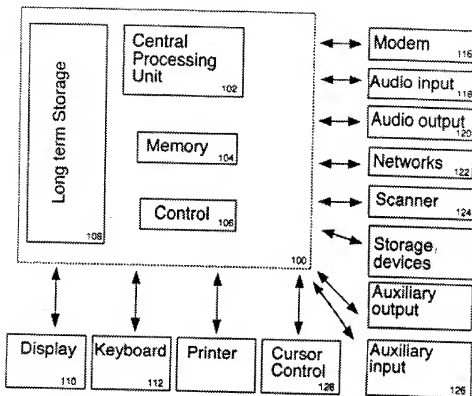 Long term Storage
108
Central
Processing
Unit
102
Memory
104
Control
106
100
Modem
116
Audio input
118
Audio output
120
Networks
122
Scanner
124
Storage
devices
Auxiliary
output
Auxiliary
input
126
Display
110
Keyboard
112
Printer
Cursor
Control
128